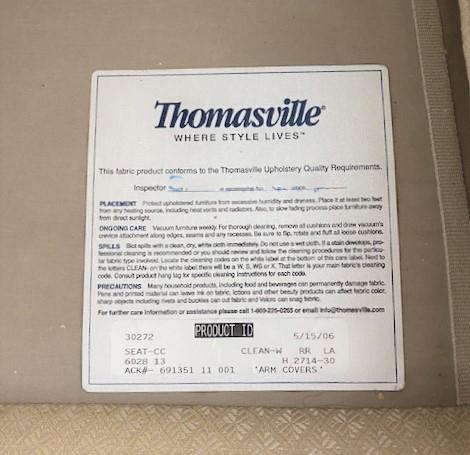 Thomasville®
WHERE STYLE LIVES™
This fabric product conforms to the Thomasville Upholstery Quality Requirements.
Inspector
PLACEMENT Protect upholstered furniture from excessive humidity and dryness. Place it at least two feet
from any heating source, including heat vents and radiators. Also, to slow fading process place furniture away
from direct sunlight.
ONGOING CARE Vacuum furniture weekly. For thorough cleaning, remove all cushions and draw vacuum's
crevice attachment along edges, seams and any recesses. Be sure to flip, rotate and fluff all loose cushions.
SPILLS Blot spills with a clean, dry, white cloth immediately. Do not use a wet cloth. If a stain develops, pro-
fessional cleaning is recommended or you should review and follow the cleaning procedures for the particu-
lar fabric type involved. Locate the cleaning codes on the white label at the bottom of this care label. Next to
the letters CLEAN- on the white label there will be a W, S, WS or X. That letter is your main fabric's cleaning
code. Consult product hang tag for specific cleaning instructions for each code.
PRECAUTIONS Many household products, including food and beverages can permanently damage fabric.
Pens and printed material can leave ink on fabric, lotions and other beauty products can affect fabric color,
sharp objects including rivets and buckles can cut fabric and Velcro can snag fabric.
For further care information or assistance please call 1-800-225-0265 or email info@thomasville.com
30272 PRODUCT ID 5/15/06
SEAT-CC CLEAN-W RR LA
6028 13 H 2714-30
ACK#- 691351 11 001 'ARM COVERS'